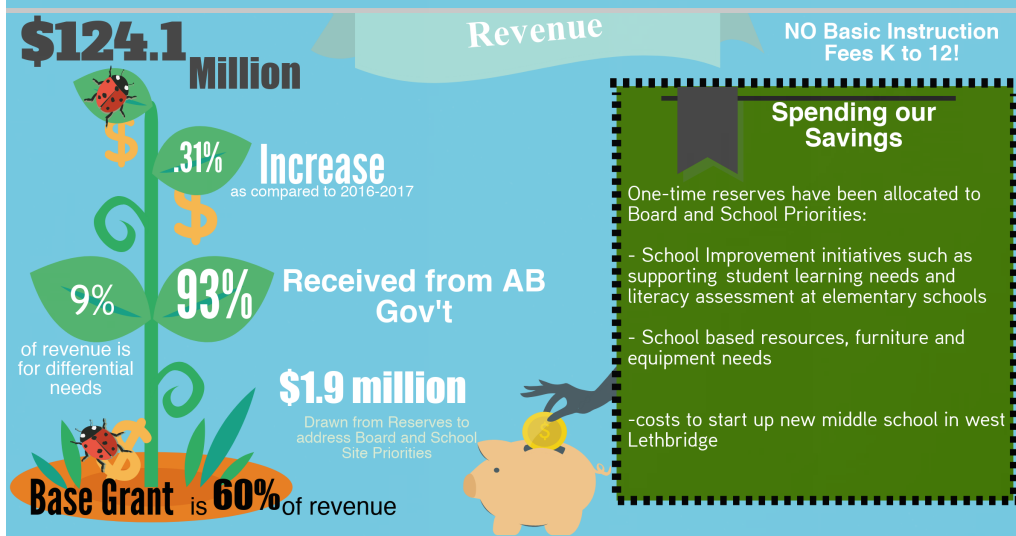 $124.1
Million
Revenue
NO Basic Instruction
Fees K to 12!
$
.31%
Increase
as compared to 2016-2017
$
9%
93%
Received from AB
Gov't
of revenue is
for differential
needs
$1.9 million
Drawn from Reserves to
address Board and School
Site Priorities
$
Base Grant is 60% of revenue
Spending our
Savings
One-time reserves have been allocated to
Board and School Priorities:
- School Improvement initiatives such as
supporting student learning needs and
literacy assessment at elementary schools
- School based resources, furniture and
equipment needs
-costs to start up new middle school in west
Lethbridge